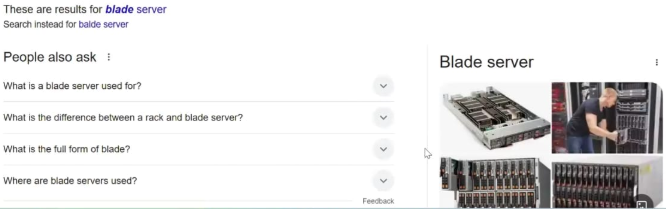 These are results for blade server
Search instead for balde server
People also ask
Blade server
What is a blade server used for?
What is the difference between a rack and blade server?
What is the full form of blade?
Where are blade servers used?
Feedback